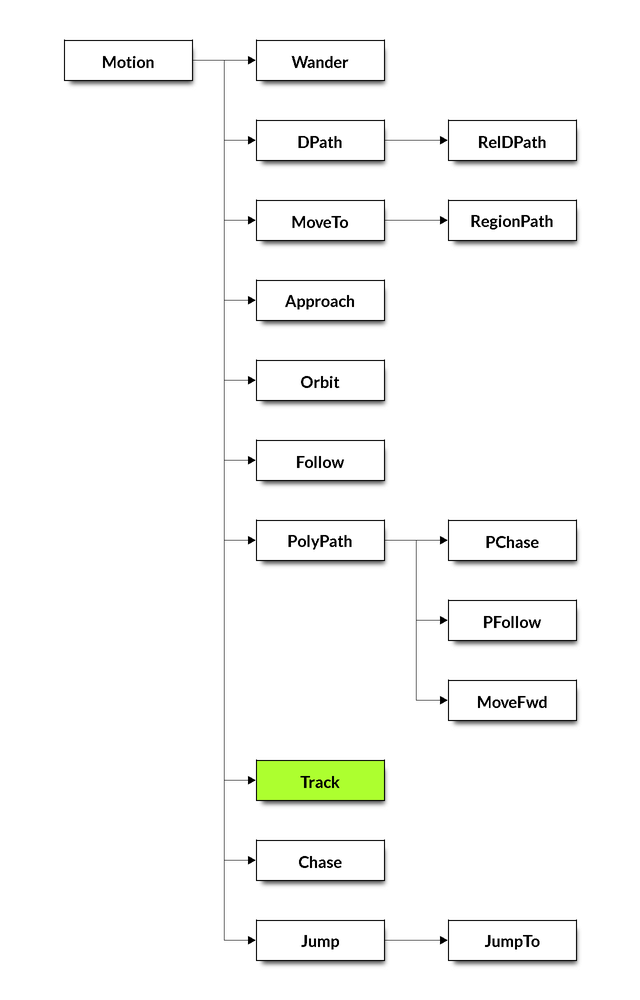 Motion
Wander
DPath
RelDPath
MoveTo
RegionPath
Approach
Orbit
Follow
PolyPath
PChase
PFollow
MoveFwd
Track
Chase
Jump
JumpTo